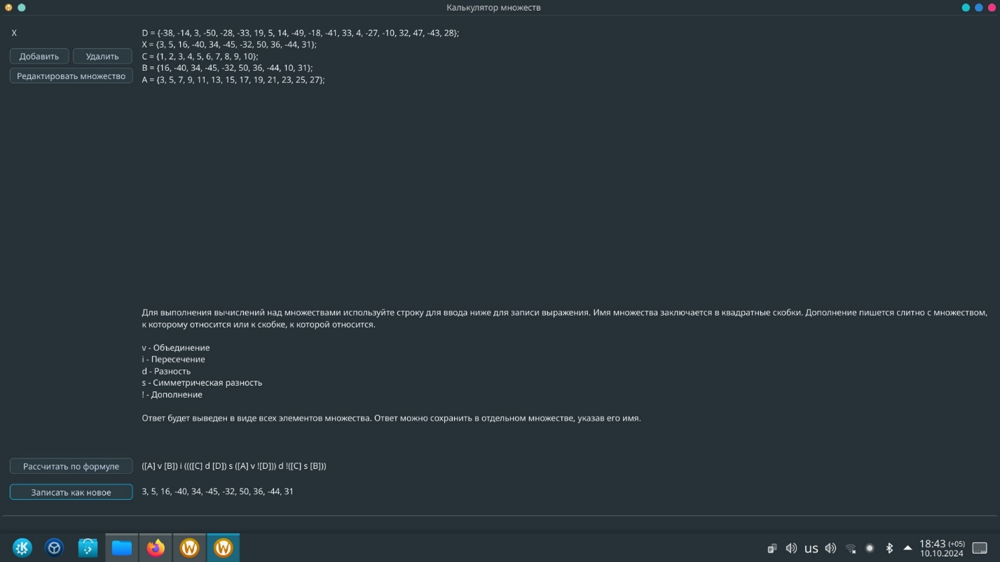 Калькулятор множеств
X
Добавить
Удалить
Редактировать множество
D = {-38, -14, 3, -50, -28, -33, 19, 5, 14, -49, -18, -41, 33, 4, -27, -10, 32, 47, -43, 28};
X = {3, 5, 16, -40, 34, -45, -32, 50, 36, -44, 31};
C = {1, 2, 3, 4, 5, 6, 7, 8, 9, 10};
B = {16, -40, 34, -45, -32, 50, 36, -44, 10, 31};
A = {3, 5, 7, 9, 11, 13, 15, 17, 19, 21, 23, 25, 27};
Для выполнения вычислений над множествами используйте строку для ввода ниже для записи выражения. Имя множества заключается в квадратные скобки. Дополнение пишется слитно с множеством,
к которому относится или к скобке, к которой относится.
v - Объединение
i - Пересечение
d - Разность
s - Симметрическая разность
! - Дополнение
Ответ будет выведен в виде всех элементов множества. Ответ можно сохранить в отдельном множестве, указав его имя.
Рассчитать по формуле
([A] v [B]) i ((([C] d [D]) s ([A] v ![D])) d !([C] s [B]))
Записать как новое
3, 5, 16, -40, 34, -45, -32, 50, 36, -44, 31
us
18:43 (+05)
10.10.2024